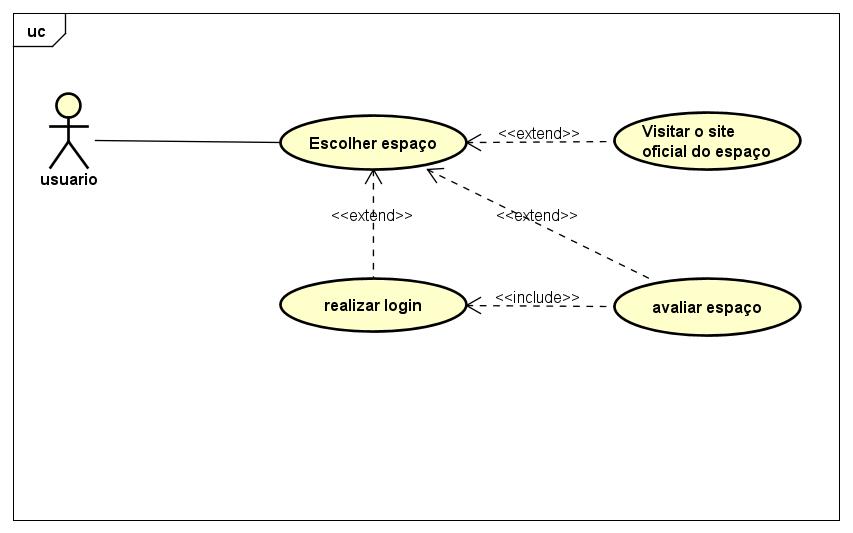 uc
usuario
Escolher espaço
<<extend>>
Visitar o site
oficial do espaço
<<extend>>
<<extend>>
realizar login
<<include>>
avaliar espaço